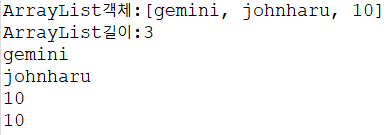 ArrayList객체:[gemini, johnharu, 10]
ArrayList길이:3
gemini
johnharu
10
10